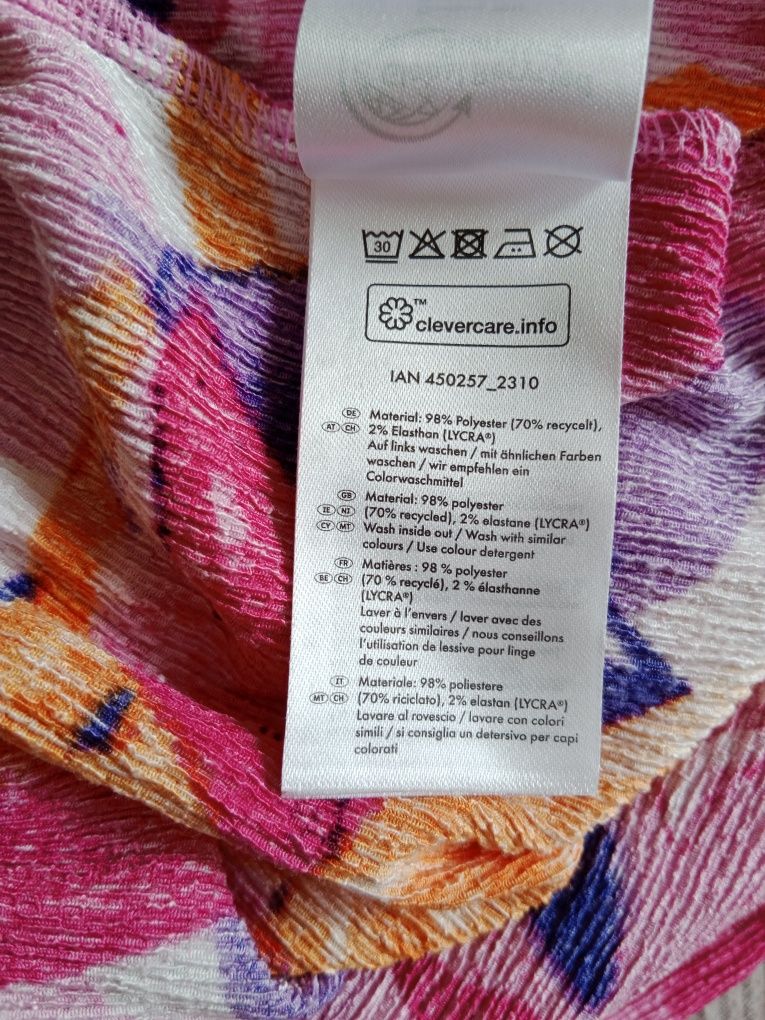 30
™
clevercare.info
IAN 450257_2310
DE Material: 98% Polyester (70% recycelt),
AT CH 2% Elasthan (LYCRA®)
Auf links waschen / mit ähnlichen Farben
waschen / wir empfehlen ein
Colorwaschmittel
GB Material: 98% polyester
IE NI (70% recycled), 2% elastane (LYCRA®)
CY MT Wash inside out / Wash with similar
colours / Use colour detergent
FR Matières : 98 % polyester
BE CH (70 % recyclé), 2 % élasthanne
(LYCRA®)
Laver à l'envers / laver avec des
couleurs similaires / nous conseillons
l'utilisation de lessive pour linge
de couleur
IT Materiale: 98% poliestere
MT CH (70% riciclato), 2% elastan (LYCRA®)
Lavare al rovescio / lavare con colori
simili / si consiglia un detersivo per capi
colorati